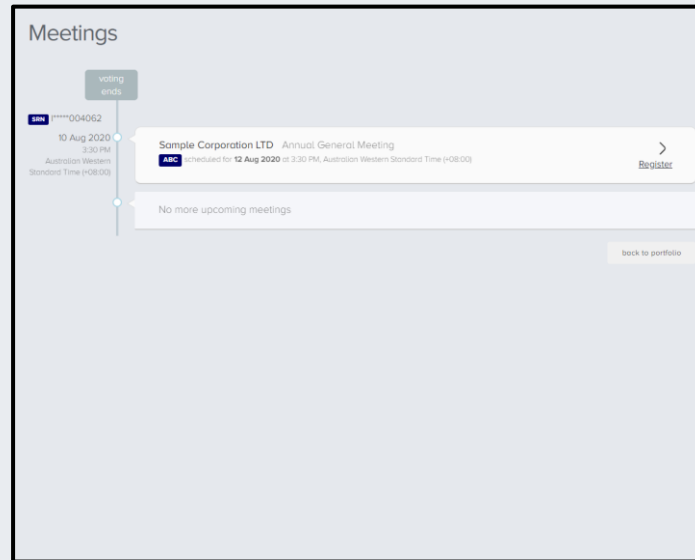 Meetings
voting
ends
SRN I*****004062
10 Aug 2020
3:30 PM
Australian Western
Standard Time (+08:00)
Sample Corporation LTD Annual General Meeting
ABC scheduled for 12 Aug 2020 at 3:30 PM, Australian Western Standard Time (+08:00)
Register
No more upcoming meetings
back to portfolio